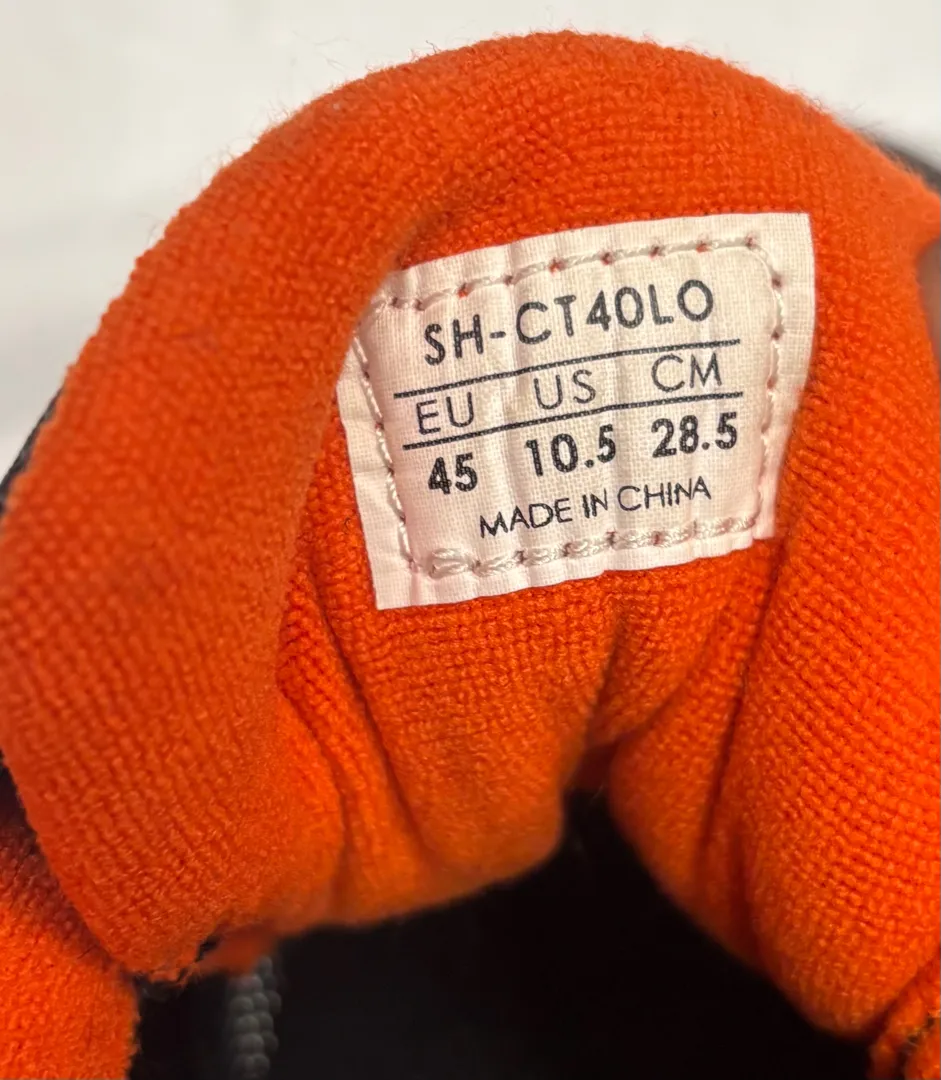 SH-CT40LO
EU US CM
45 10.5 28.5
MADE IN CHINA